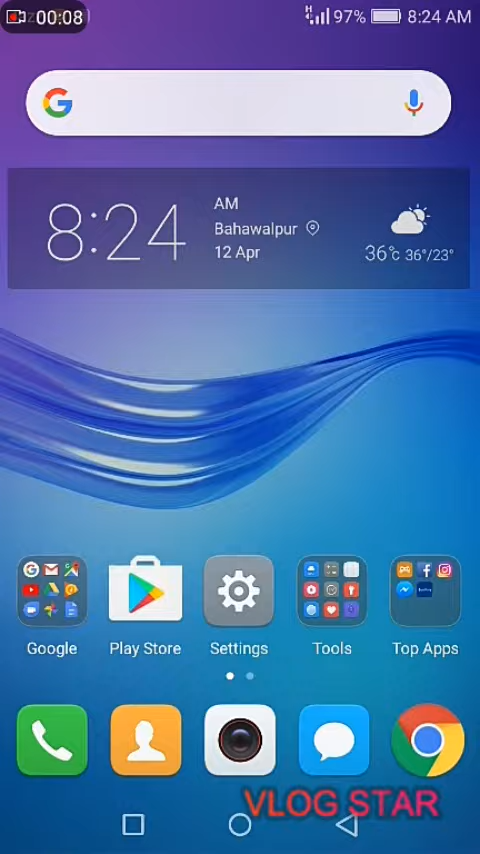 00:08
H 97% 8:24 AM
8:24
AM
Bahawalpur
12 Apr
36°C 36°/23°
Google
Play Store
Settings
Tools
Top Apps
VLOG STAR